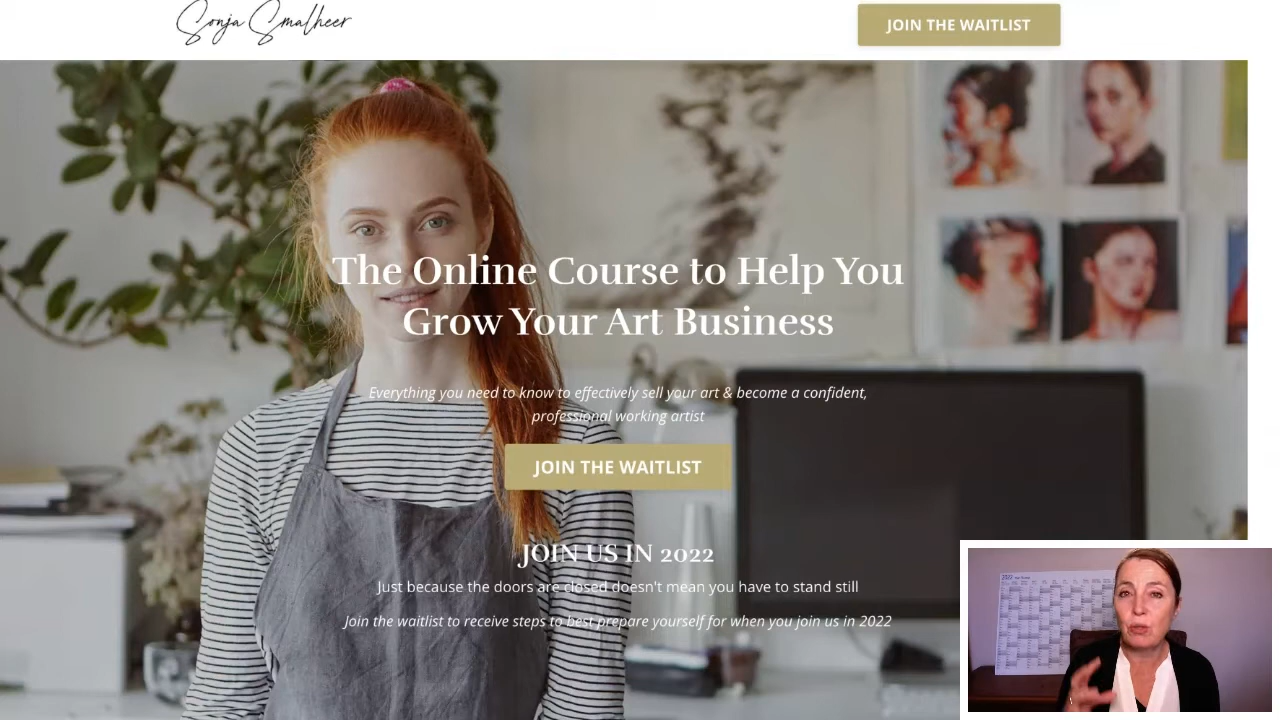 Sonja Smalheer
JOIN THE WAITLIST
The Online Course to Help You
Grow Your Art Business
Everything you need to know to effectively sell your art & become a confident,
professional working artist
JOIN THE WAITLIST
JOIN US IN 2022
Just because the doors are closed doesn't mean you have to stand still
Join the waitlist to receive steps to best prepare yourself for when you join us in 2022
2022